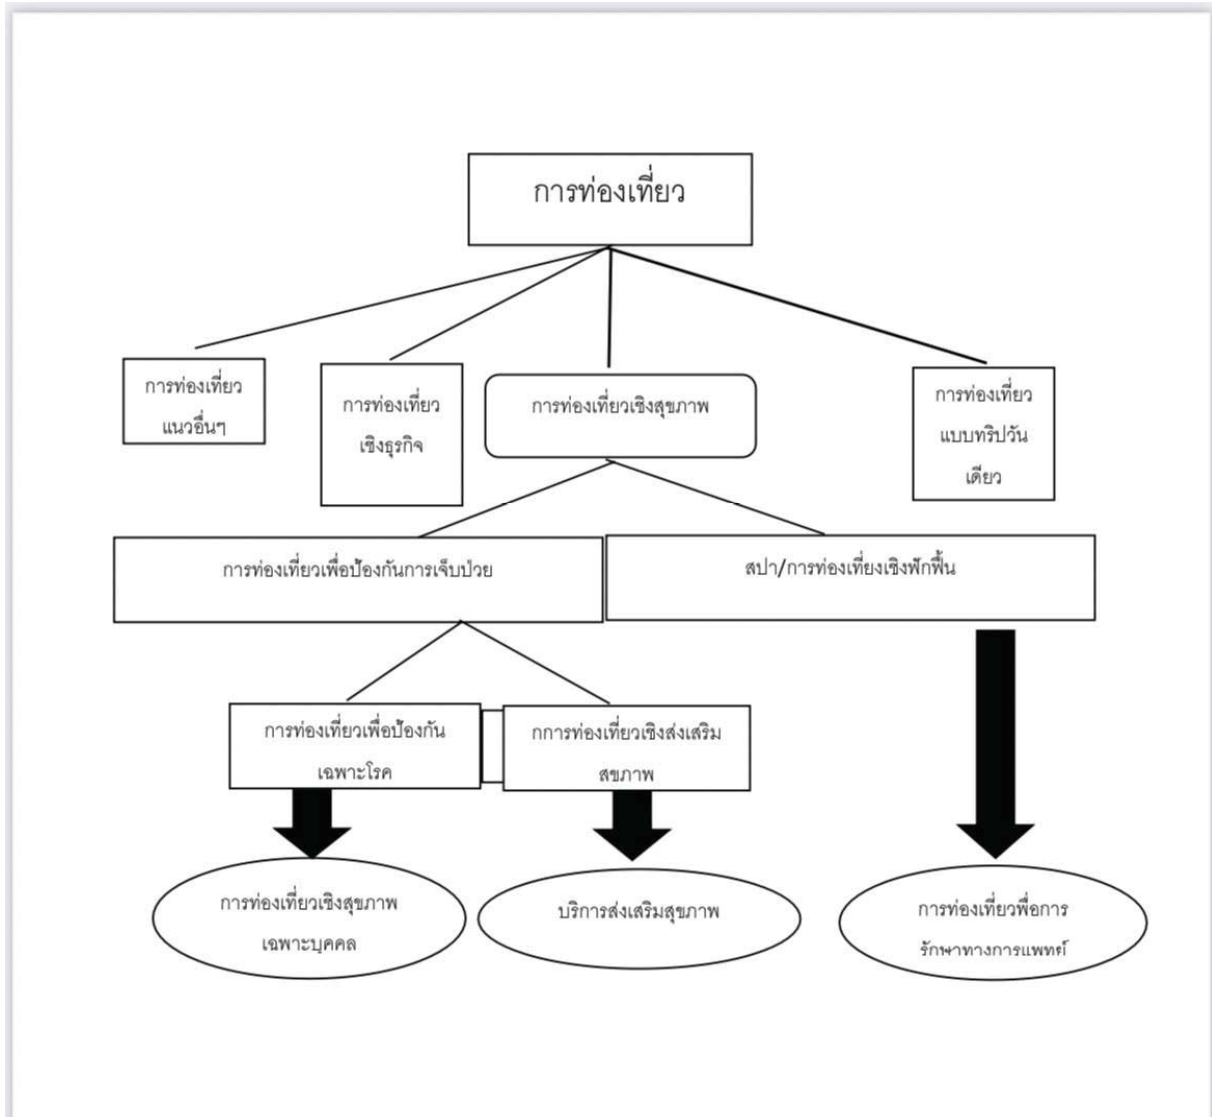 การท่องเที่ยว
การท่องเที่ยว
แนวอื่นๆ
การท่องเที่ยว
เชิงธุรกิจ
การท่องเที่ยวเชิงสุขภาพ
การท่องเที่ยว
แบบทริปวัน
เดียว
การท่องเที่ยวเพื่อป้องกันการเจ็บป่วย
สปา/การท่องเที่ยงเชิงพักฟื้น
การท่องเที่ยวเพื่อป้องกัน
เฉพาะโรค
กการท่องเที่ยวเชิงส่งเสริม
สุขภาพ
การท่องเที่ยวเชิงสุขภาพ
เฉพาะบุคคล
บริการส่งเสริมสุขภาพ
การท่องเที่ยวพื่อการ
รักษาทางการแพทย์